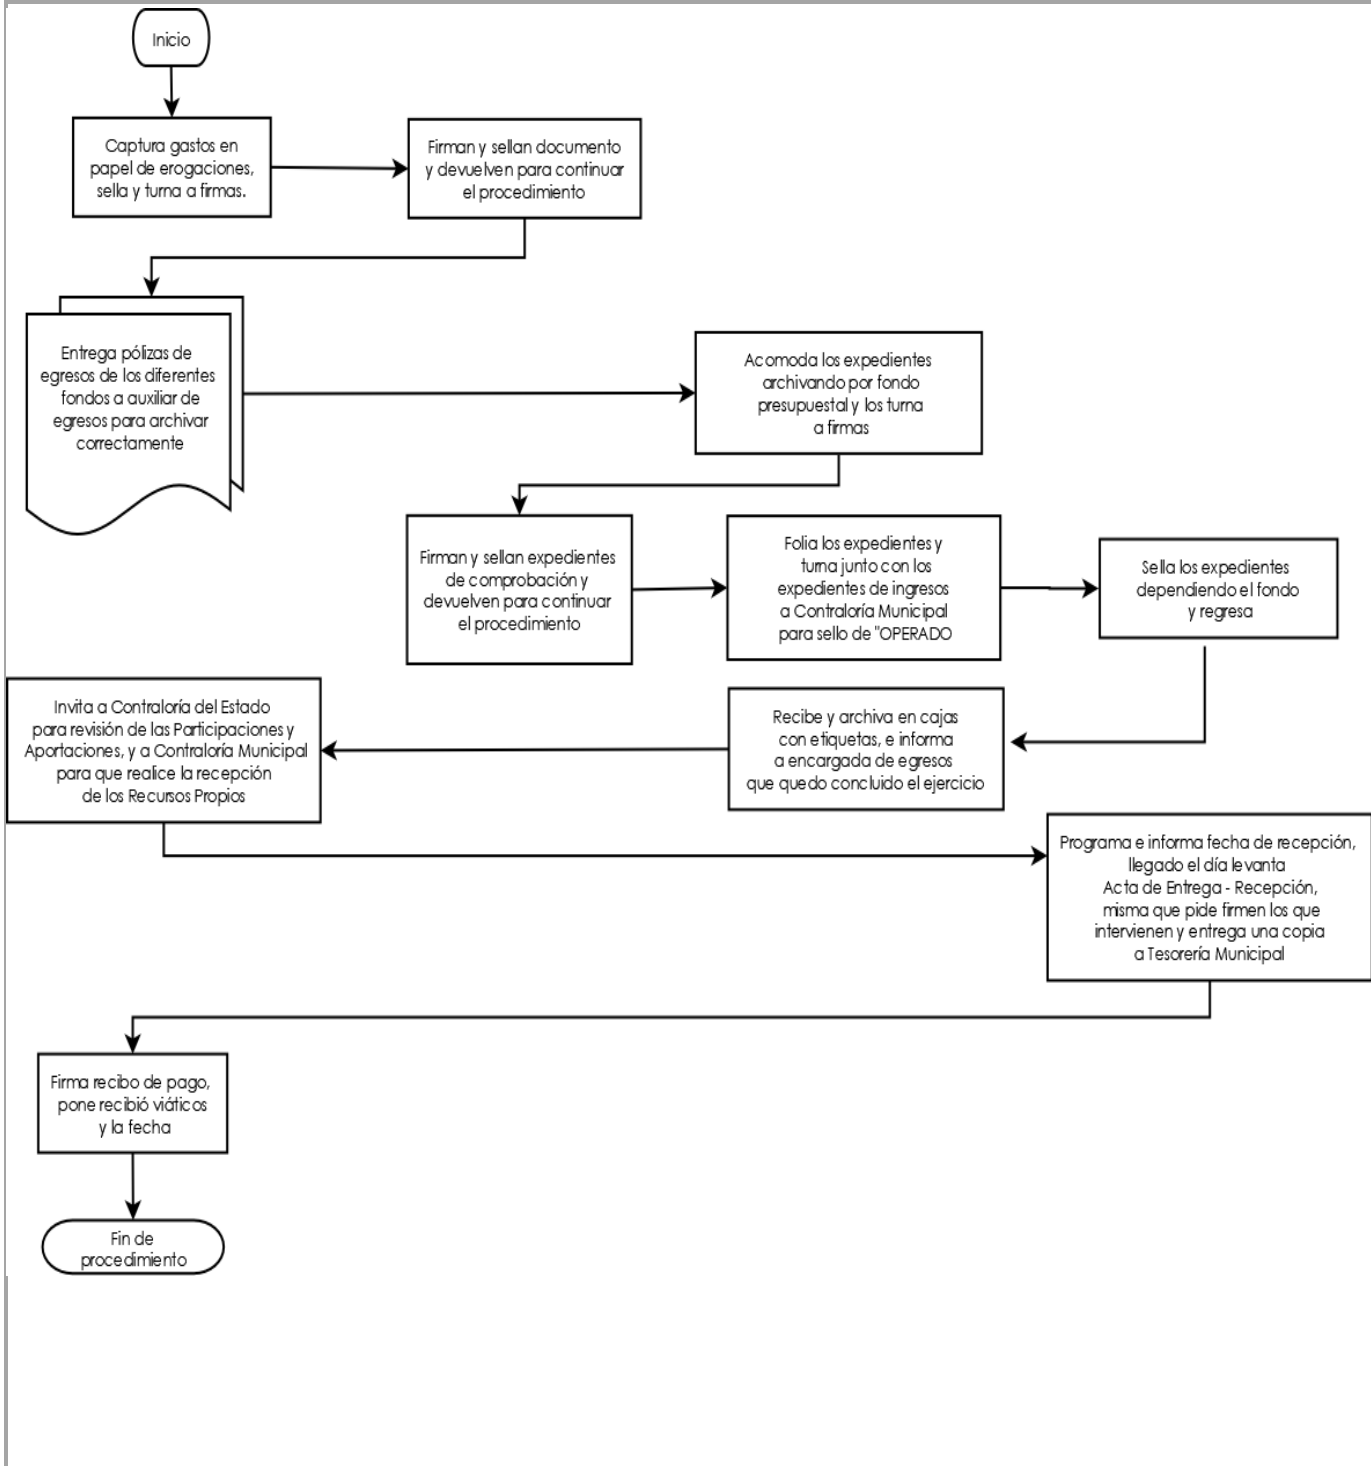 Inicio
Captura gastos en
papel de erogaciones,
sella y turna a firmas.
Firman y sellan documento
y devuelven para continuar
el procedimiento
Entrega pólizas de
egresos de los diferentes
fondos a auxiliar de
egresos para archivar
correctamente
Acomoda los expedientes
archivando por fondo
presupuestal y los turna
a firmas
Firman y sellan expedientes
de comprobación y
devuelven para continuar
el procedimiento
Folia los expedientes y
turna junto con los
expedientes de ingresos
a Contraloría Municipal
para sello de "OPERADO
Sella los expedientes
dependiendo el fondo
y regresa
Recibe y archiva en cajas
con etiquetas, e informa
a encargada de egresos
que quedo concluido el ejercicio
Invita a Contraloría del Estado
para revisión de las Participaciones y
Aportaciones, y a Contraloría Municipal
para que realice la recepción
de los Recursos Propios
Programa e informa fecha de recepción,
llegado el día levanta
Acta de Entrega - Recepción,
misma que pide firmen los que
intervienen y entrega una copia
a Tesorería Municipal
Firma recibo de pago,
pone recibió viáticos
y la fecha
Fin de
procedimiento